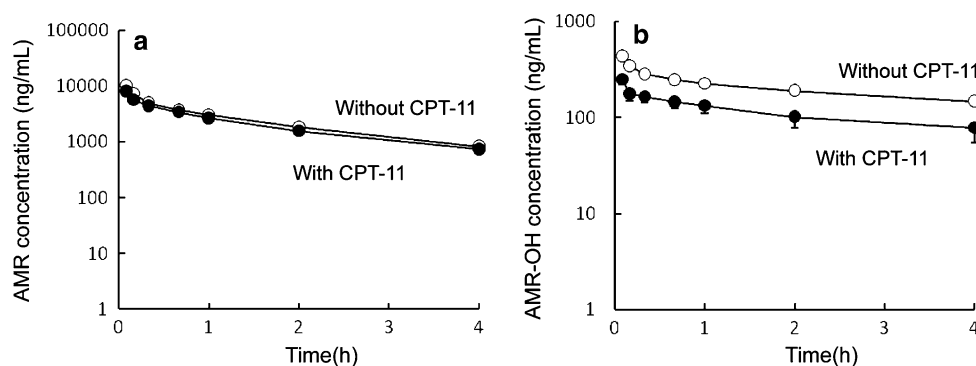 a
AMR concentration (ng/mL)
100000
10000
1000
100
10
1
Without CPT-11
With CPT-11
0 1 2 3 4
Time(h)
b
AMR-OH concentration (ng/mL)
1000
100
10
1
Without CPT-11
With CPT-11
0 1 2 3 4
Time(h)